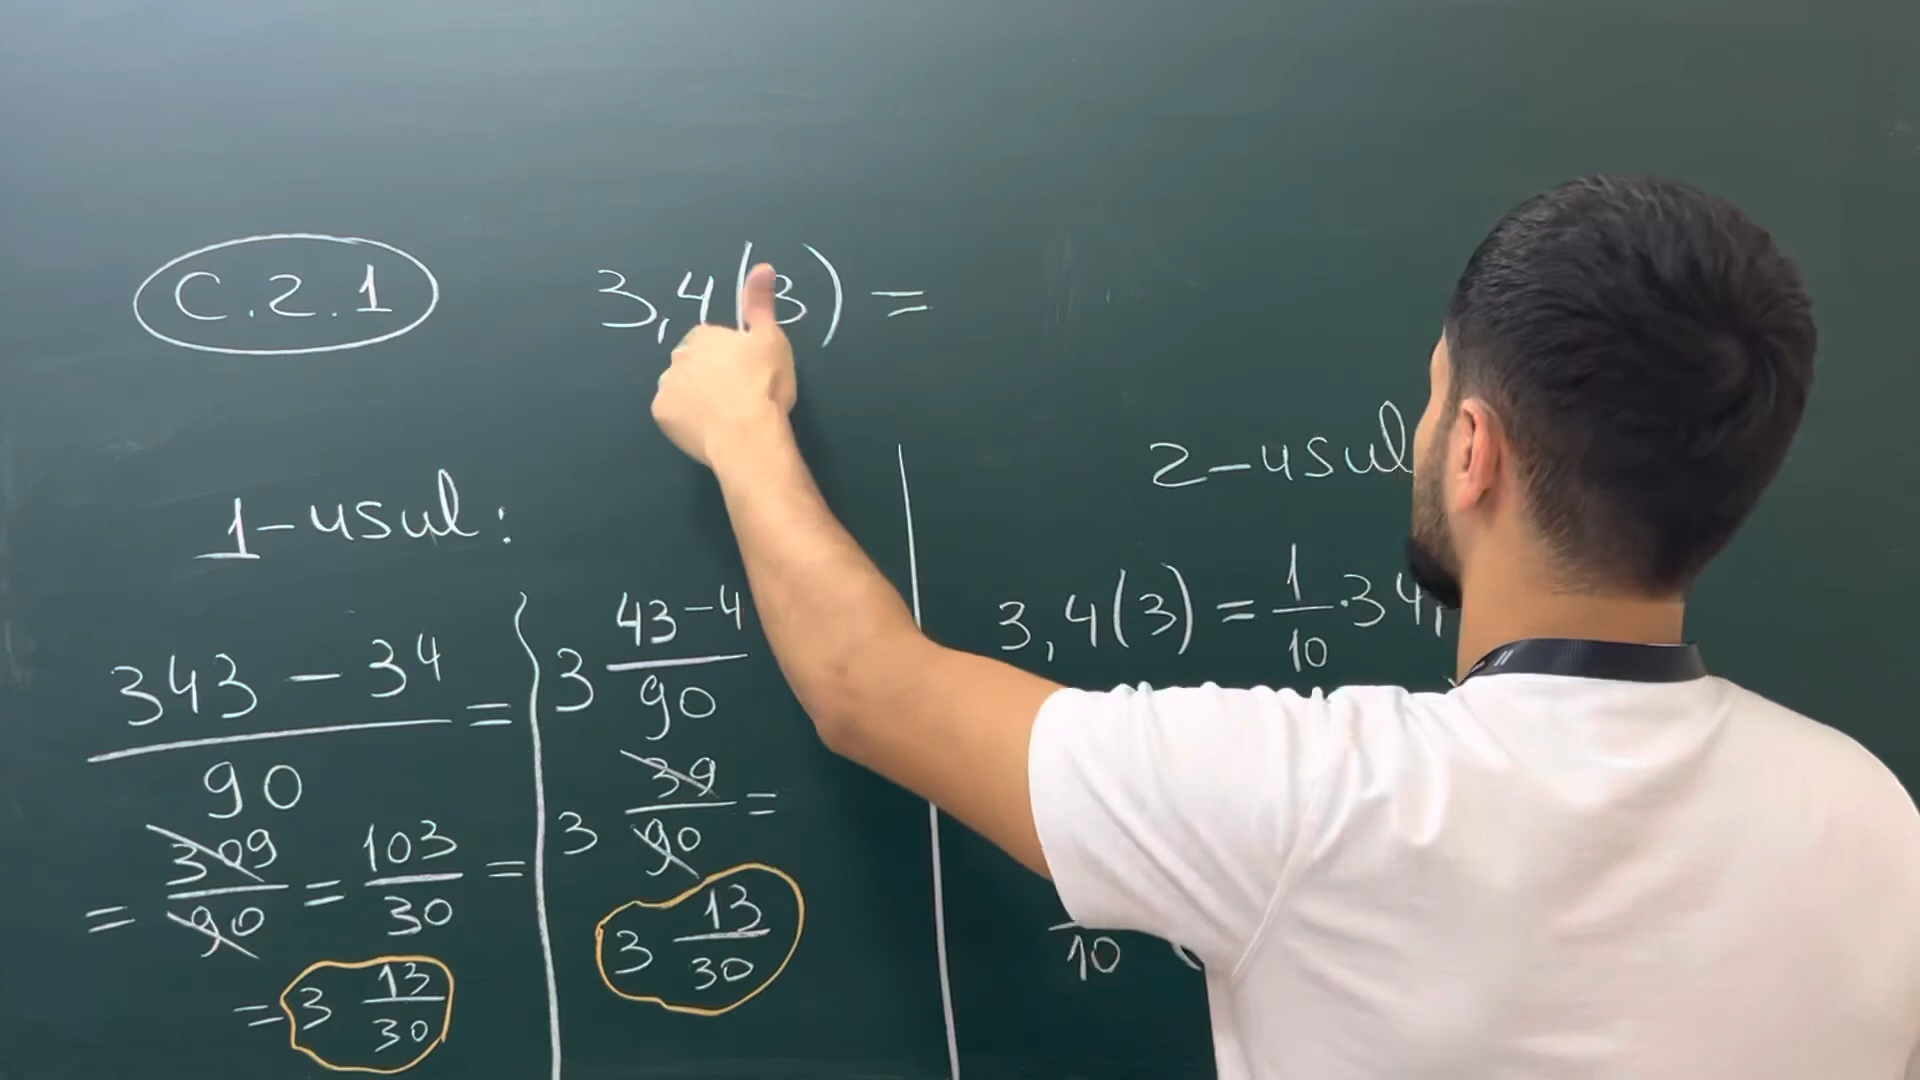 C.2.1
3,4(3) =
1-usul:
343 - 34 / 90 =
= 309/90 = 103/30 =
= 3 13/30
3 43-4/90
3 39/90 =
3 13/30
2-usul
3,4(3) = 1/10 · 34,
10